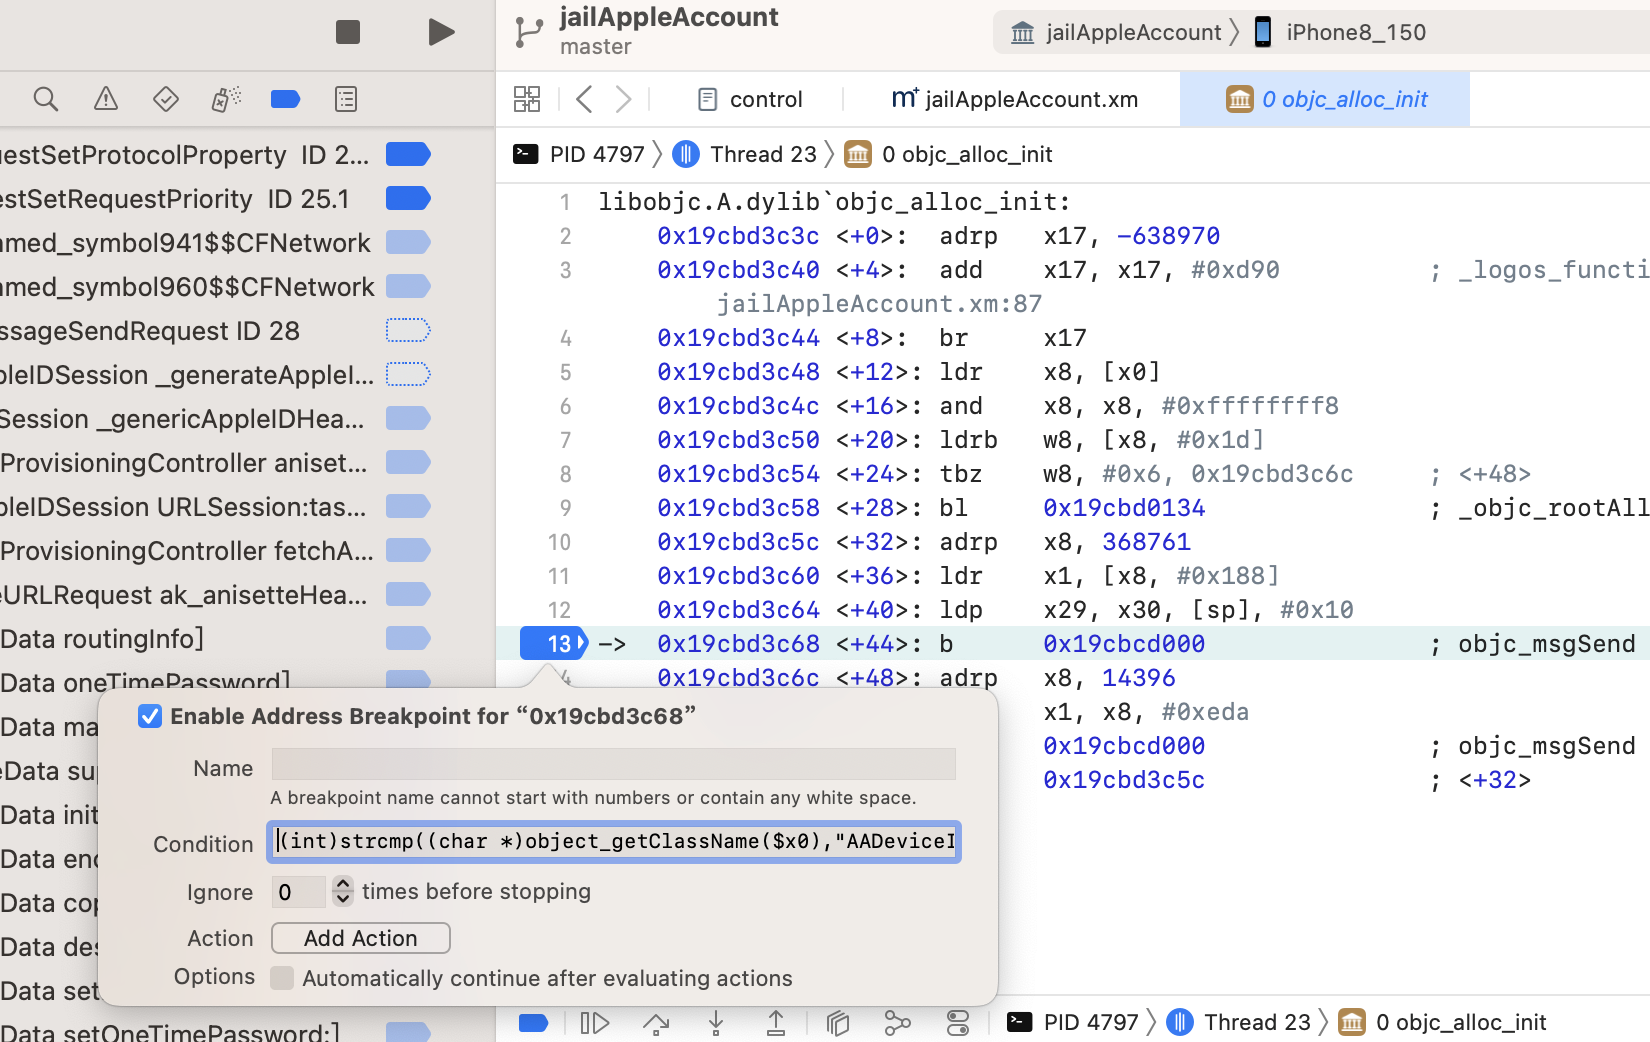 jailAppleAccount
master
jailAppleAccount
iPhone8_150
control
jailAppleAccount.xm
0 objc_alloc_init
PID 4797
Thread 23
0 objc_alloc_init
estSetProtocolProperty ID 2...
estSetRequestPriority ID 25.1
med_symbol941$$CFNetwork
med_symbol960$$CFNetwork
ssageSendRequest ID 28
leIDSession _generateAppleI...
Session _genericAppleIDHea...
ProvisioningController aniset...
leIDSession URLSession:tas...
ProvisioningController fetchA...
eURLRequest ak_anisetteHea...
Data routingInfo]
Data oneTimePassword]
Data ma
eData su
Data init
Data enc
Data cop
Data des
Data set
Data setOneTimePassword:]
1 libobjc.A.dylib`objc_alloc_init:
2 0x19cbd3c3c <+0>: adrp x17, -638970
3 0x19cbd3c40 <+4>: add x17, x17, #0xd90 ; _logos_functi
jailAppleAccount.xm:87
4 0x19cbd3c44 <+8>: br x17
5 0x19cbd3c48 <+12>: ldr x8, [x0]
6 0x19cbd3c4c <+16>: and x8, x8, #0xffffffff8
7 0x19cbd3c50 <+20>: ldrb w8, [x8, #0x1d]
8 0x19cbd3c54 <+24>: tbz w8, #0x6, 0x19cbd3c6c ; <+48>
9 0x19cbd3c58 <+28>: bl 0x19cbd0134 ; _objc_rootAll
10 0x19cbd3c5c <+32>: adrp x8, 368761
11 0x19cbd3c60 <+36>: ldr x1, [x8, #0x188]
12 0x19cbd3c64 <+40>: ldp x29, x30, [sp], #0x10
13 -> 0x19cbd3c68 <+44>: b 0x19cbcd000 ; objc_msgSend
4 0x19cbd3c6c <+48>: adrp x8, 14396
x1, x8, #0xeda
0x19cbcd000 ; objc_msgSend
0x19cbd3c5c ; <+32>
Enable Address Breakpoint for “0x19cbd3c68”
Name
A breakpoint name cannot start with numbers or contain any white space.
Condition (int)strcmp((char *)object_getClassName($x0),"AADeviceI
Ignore 0 times before stopping
Action Add Action
Options Automatically continue after evaluating actions
PID 4797
Thread 23
0 objc_alloc_init